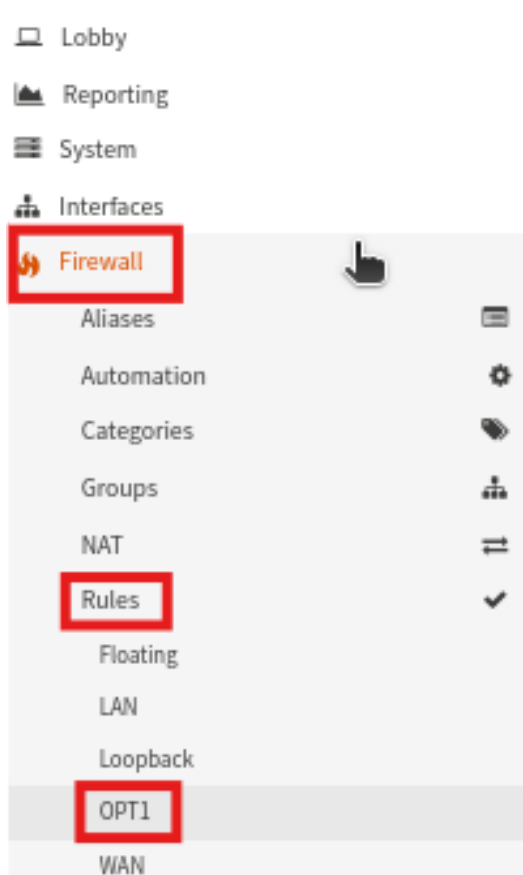 Lobby
Reporting
System
Interfaces
Firewall
Aliases
Automation
Categories
Groups
NAT
Rules
Floating
LAN
Loopback
OPT1
WAN